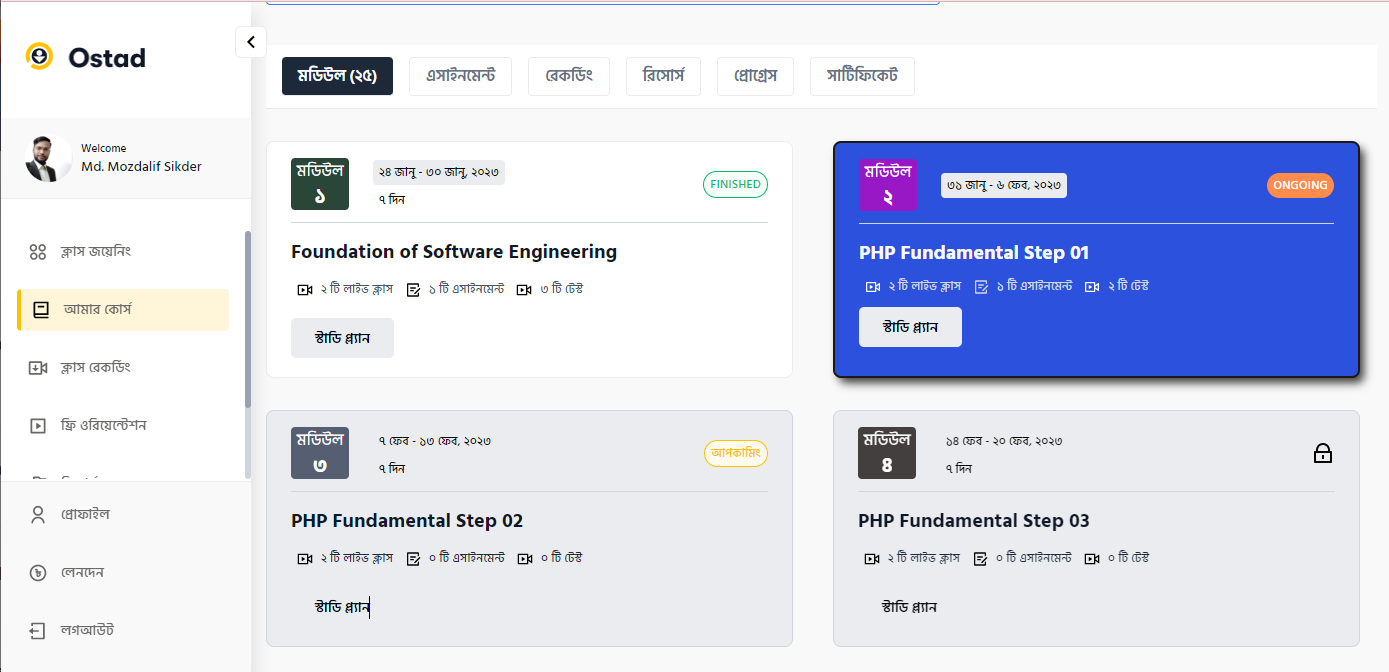 Ostad
Welcome
Md. Mozdalif Sikder
ক্লাস জয়েনিং
আমার কোর্স
ক্লাস রেকর্ডিং
ফ্রি ওরিয়েন্টেশন
প্রোফাইল
লেনদেন
লগআউট
মডিউল (২৫) এসাইনমেন্ট রেকর্ডিং রিসোর্স প্রোগ্রেস সার্টিফিকেট
মডিউল ১
২৪ জানু - ৩০ জানু, ২০২৩
৭ দিন
FINISHED
Foundation of Software Engineering
২ টি লাইভ ক্লাস ১ টি এসাইনমেন্ট ৩ টি টেস্ট
স্টাডি প্ল্যান
মডিউল ২
৩১ জানু - ৬ ফেব, ২০২৩
ONGOING
PHP Fundamental Step 01
২ টি লাইভ ক্লাস ১ টি এসাইনমেন্ট ২ টি টেস্ট
স্টাডি প্ল্যান
মডিউল ৩
৭ ফেব - ১৩ ফেব, ২০২৩
৭ দিন
আপকামিং
PHP Fundamental Step 02
২ টি লাইভ ক্লাস ০ টি এসাইনমেন্ট ০ টি টেস্ট
স্টাডি প্ল্যান
মডিউল ৪
১৪ ফেব - ২০ ফেব, ২০২৩
৭ দিন
PHP Fundamental Step 03
২ টি লাইভ ক্লাস ০ টি এসাইনমেন্ট ০ টি টেস্ট
স্টাডি প্ল্যান